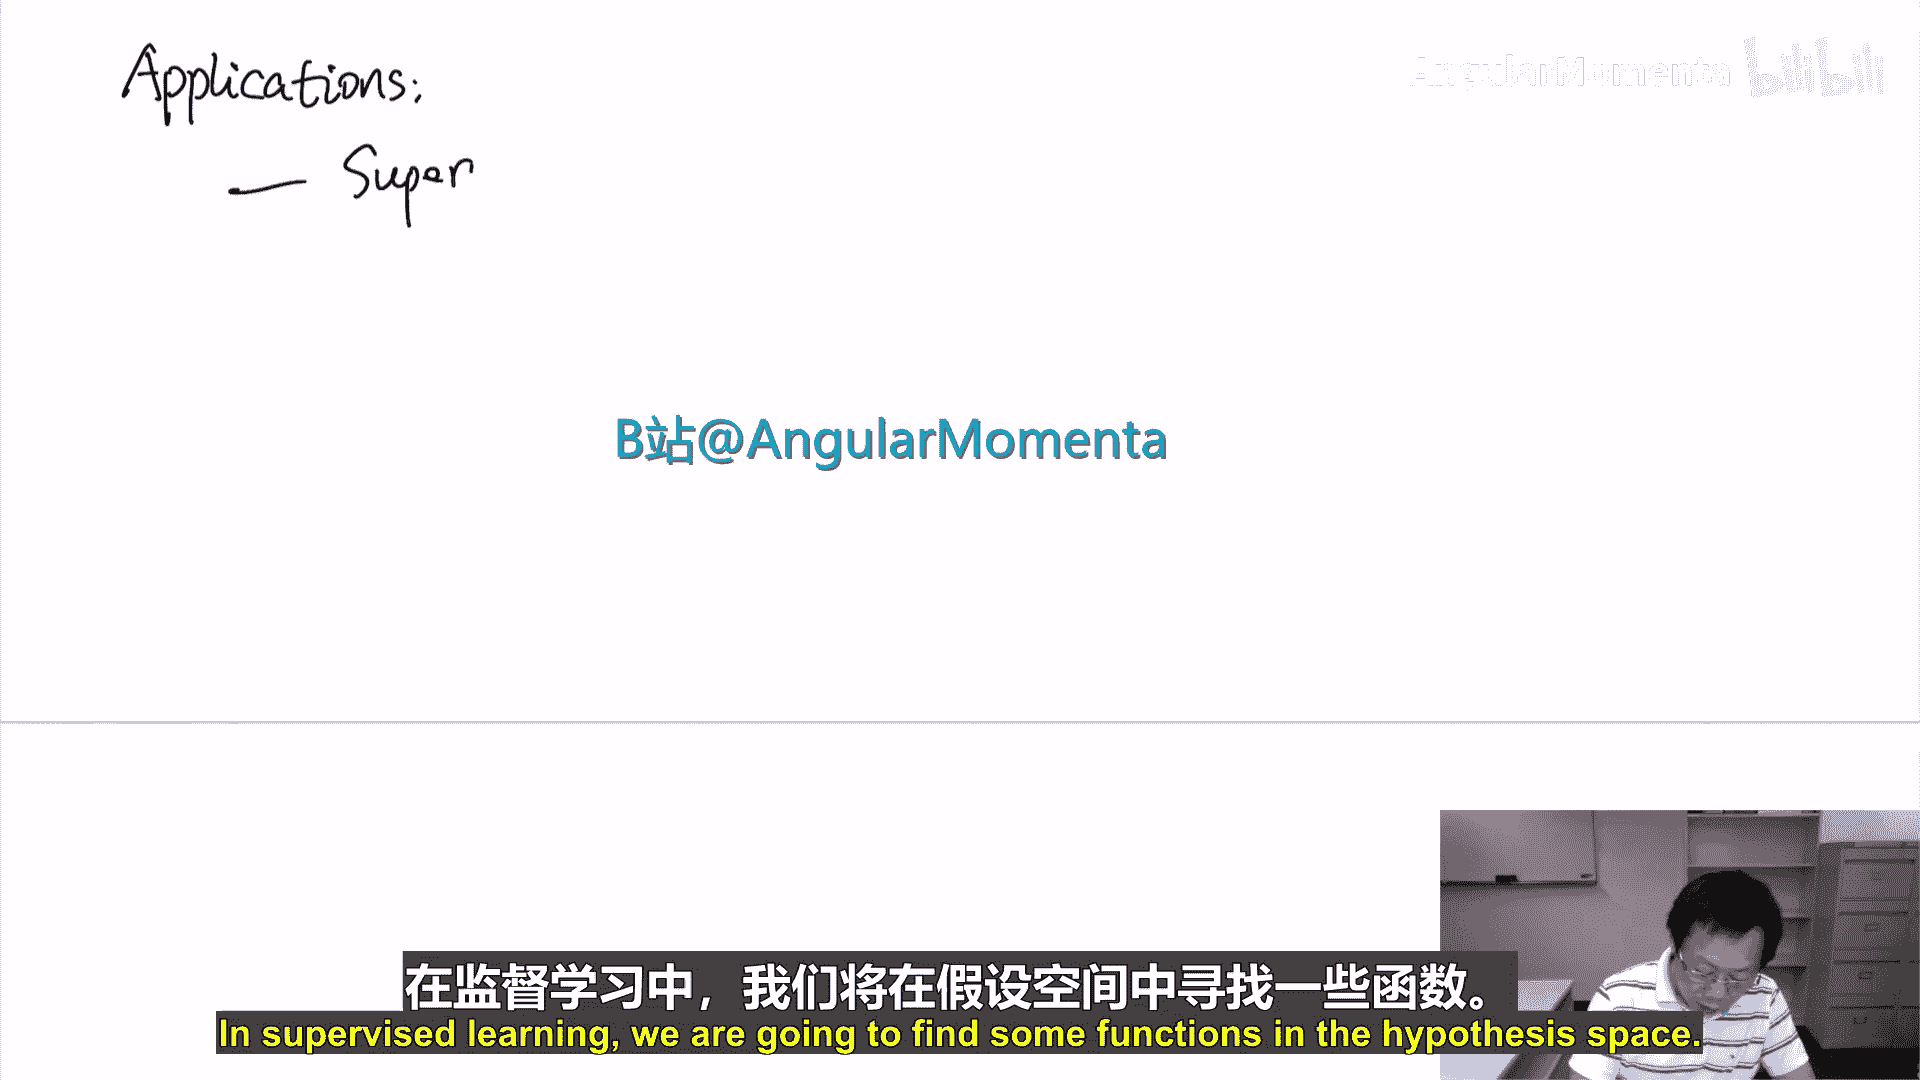 Applications:
AngularMomenta bilibili
— Super
B站@AngularMomenta
在监督学习中，我们将在假设空间中寻找一些函数。
In supervised learning, we are going to find some functions in the hypothesis space.